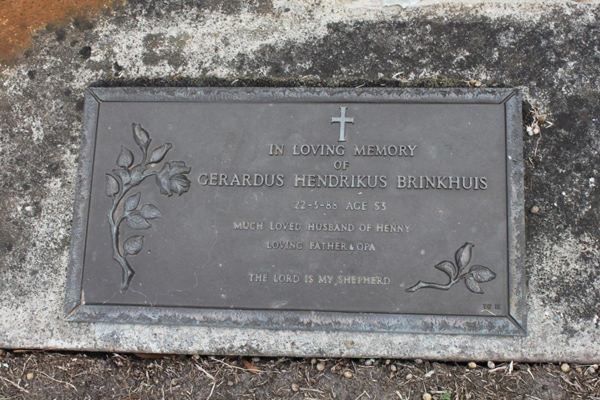 IN LOVING MEMORY
OF
GERARDUS HENDRIKUS BRINKHUIS
22-5-88 AGE 53
MUCH LOVED HUSBAND OF HENNY
LOVING FATHER & OPA
THE LORD IS MY SHEPHERD